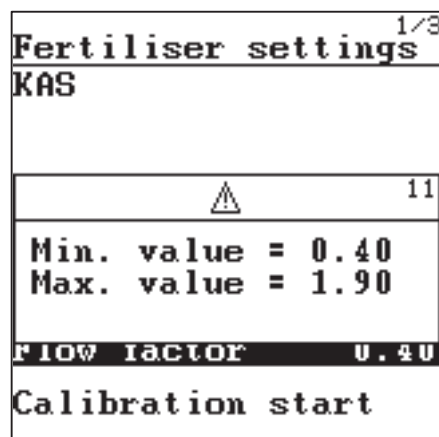 1/3
Fertiliser settings
KAS
11
Min. value = 0.40
Max. value = 1.90
Flow factor 0.40
Calibration start